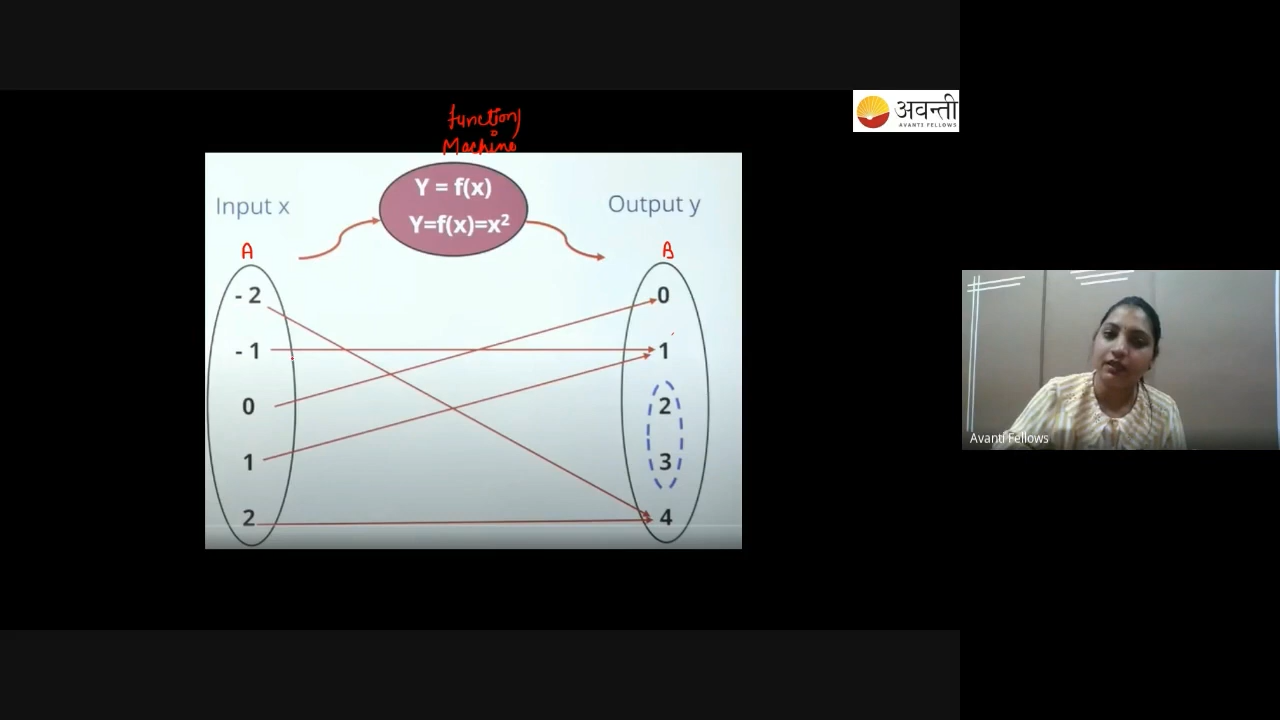 function
Machine
अवन्ती
AVANTI FELLOWS
Y = f(x)
Y=f(x)=x²
Input x
Output y
A
B
- 2
0
- 1
1
0
2
1
3
2
4
Avanti Fellows